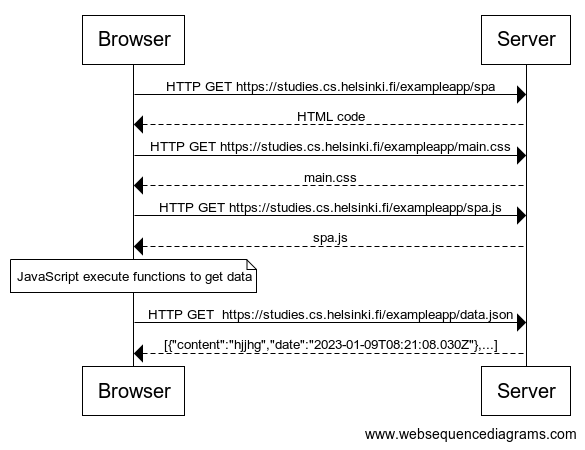 Browser
Server
HTTP GET https://studies.cs.helsinki.fi/exampleapp/spa
HTML code
HTTP GET https://studies.cs.helsinki.fi/exampleapp/main.css
main.css
HTTP GET https://studies.cs.helsinki.fi/exampleapp/spa.js
spa.js
JavaScript execute functions to get data
HTTP GET  https://studies.cs.helsinki.fi/exampleapp/data.json
[{"content":"hjjhg","date":"2023-01-09T08:21:08.030Z"},...]
Browser
Server
www.websequencediagrams.com